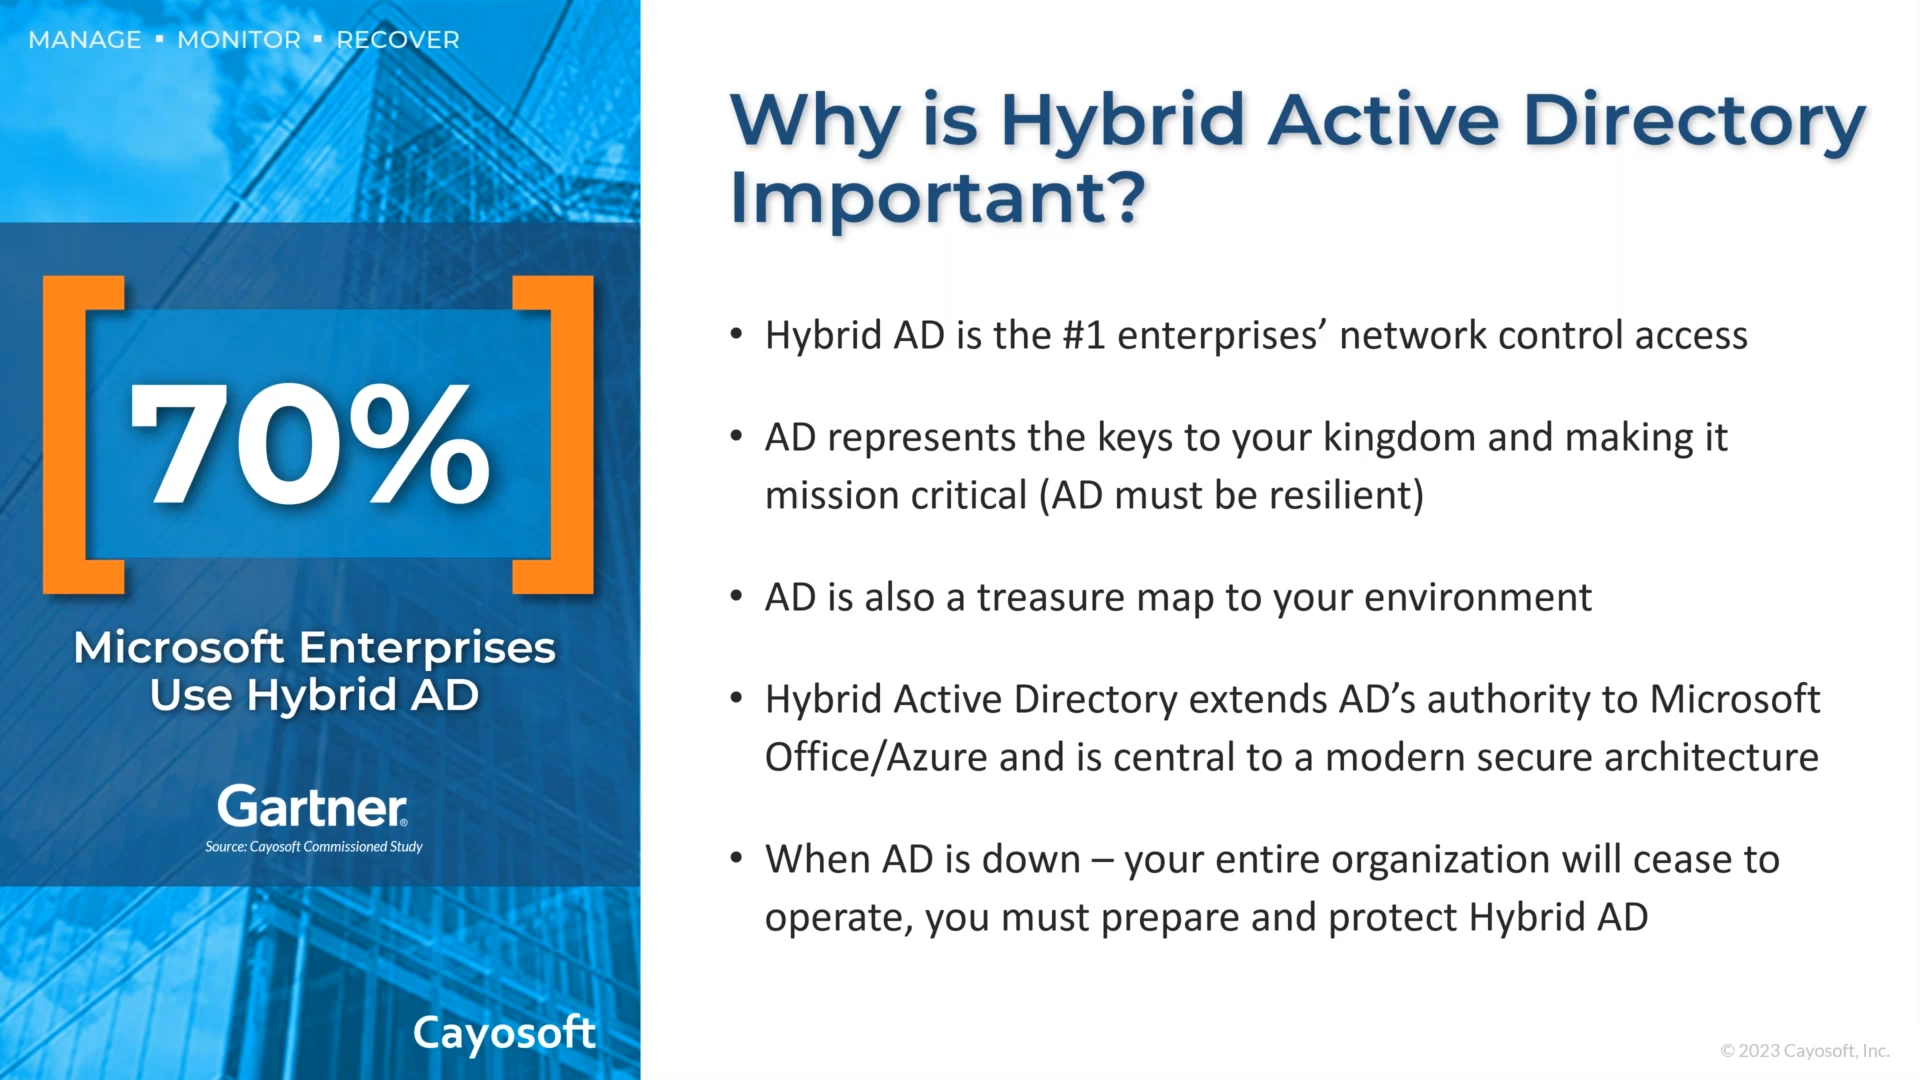 MANAGE ▪ MONITOR ▪ RECOVER
70%
Microsoft Enterprises
Use Hybrid AD
Gartner®
Source: Cayosoft Commissioned Study
Cayosoft
Why is Hybrid Active Directory
Important?
• Hybrid AD is the #1 enterprises’ network control access
• AD represents the keys to your kingdom and making it
mission critical (AD must be resilient)
• AD is also a treasure map to your environment
• Hybrid Active Directory extends AD’s authority to Microsoft
Office/Azure and is central to a modern secure architecture
• When AD is down – your entire organization will cease to
operate, you must prepare and protect Hybrid AD
© 2023 Cayosoft, Inc.